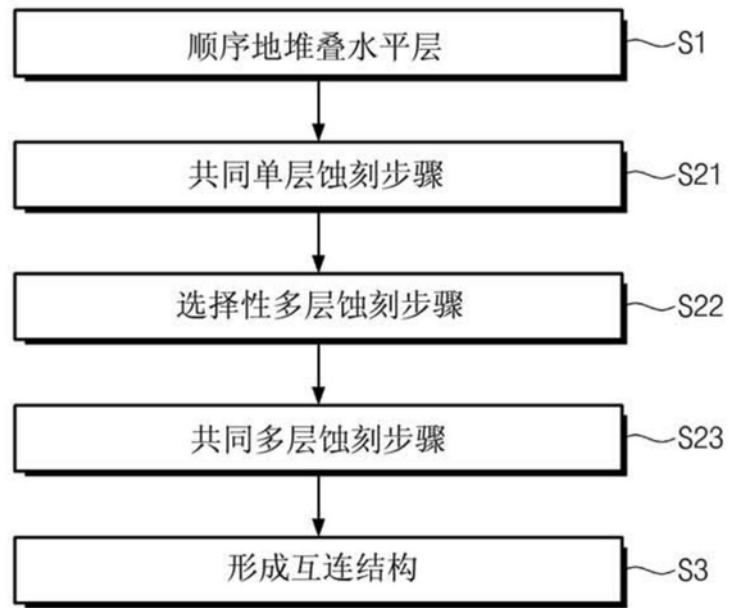 顺序地堆叠水平层 S1
共同单层蚀刻步骤 S21
选择性多层蚀刻步骤 S22
共同多层蚀刻步骤 S23
形成互连结构 S3